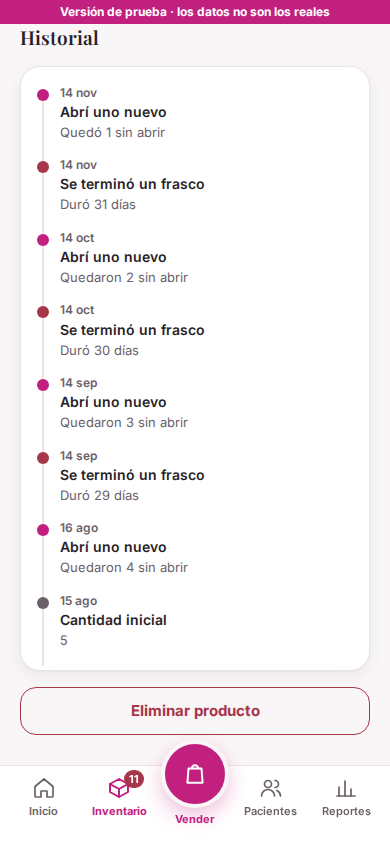 Versión de prueba · los datos no son los reales
Historial
14 nov
Abrí uno nuevo
Quedó 1 sin abrir
14 nov
Se terminó un frasco
Duró 31 días
14 oct
Abrí uno nuevo
Quedaron 2 sin abrir
14 oct
Se terminó un frasco
Duró 30 días
14 sep
Abrí uno nuevo
Quedaron 3 sin abrir
14 sep
Se terminó un frasco
Duró 29 días
16 ago
Abrí uno nuevo
Quedaron 4 sin abrir
15 ago
Cantidad inicial
5
Eliminar producto
11
Inicio
Inventario
Vender
Pacientes
Reportes